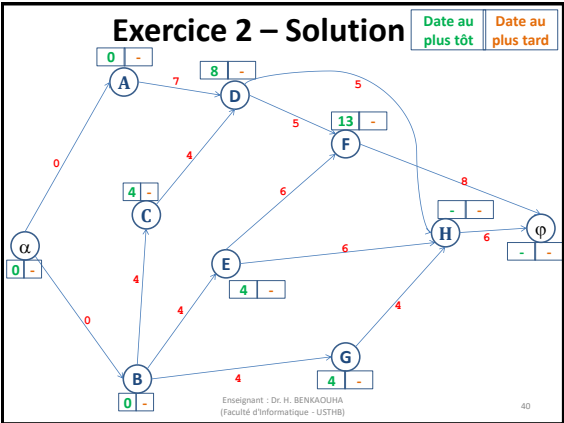 Exercice 2 – Solution
Date au plus tôt
Date au plus tard
0 -
A
7
8 -
D
5
5
13 -
F
0
4
6
8
4 -
C
- -
H
6
φ
- -
α
0 -
E
6
4 -
4
4
0
4
G
4 -
4
B
0 -
Enseignant : Dr. H. BENKAOUHA
(Faculté d'Informatique - USTHB)
40